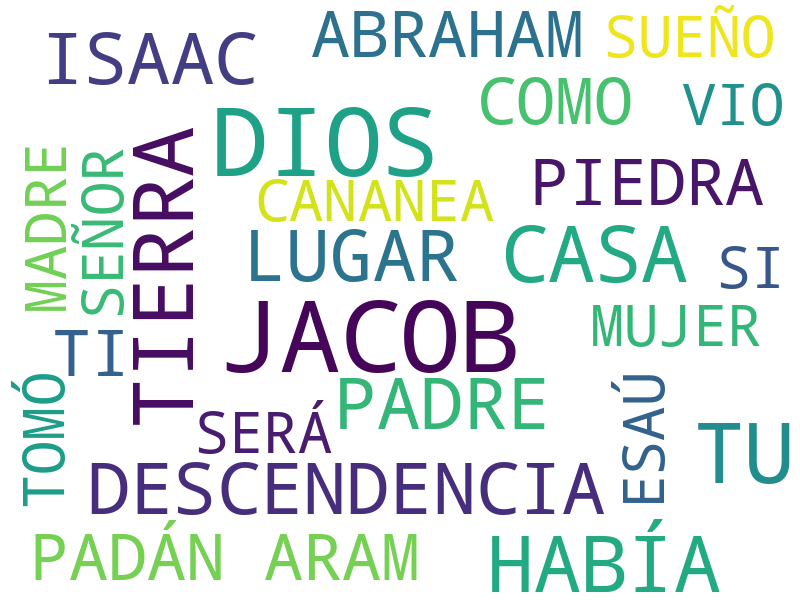 ABRAHAM
SUEÑO
ISAAC
COMO
VIO
DIOS
MADRE
SEÑOR
TIERRA
PIEDRA
CANANEA
LUGAR
CASA
SI
JACOB
MUJER
TI
TOMÓ
PADRE
ESAÚ
SERÁ
TU
DESCENDENCIA
PADÁN ARAM
HABÍA